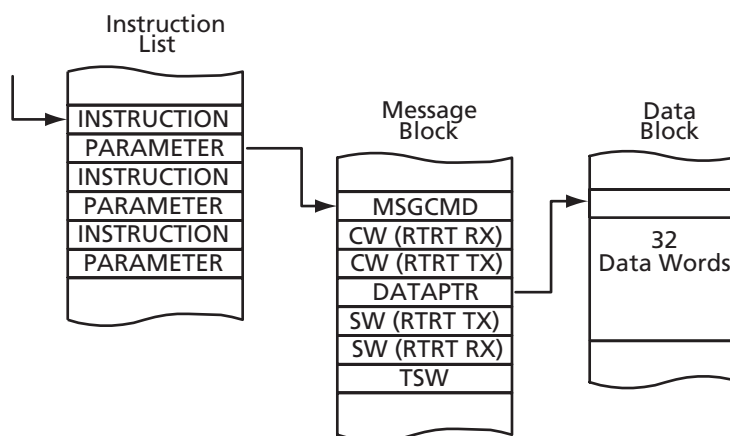 Instruction
List
INSTRUCTION
PARAMETER
INSTRUCTION
PARAMETER
INSTRUCTION
PARAMETER
Message
Block
MSGCMD
CW (RTRT RX)
CW (RTRT TX)
DATAPTR
SW (RTRT TX)
SW (RTRT RX)
TSW
Data
Block
32
Data Words